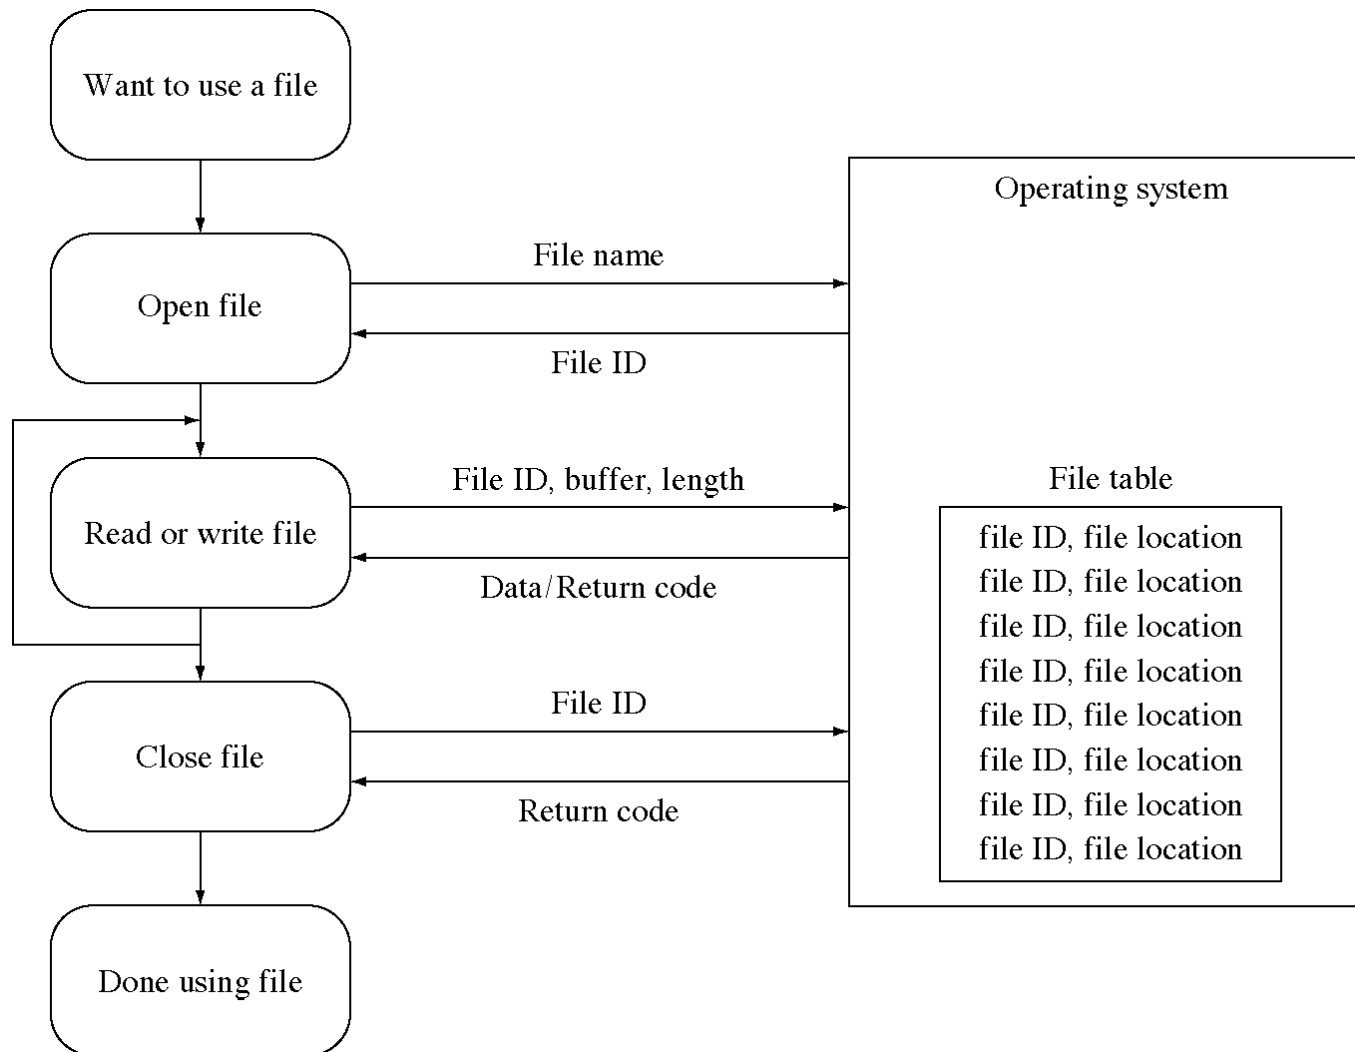 Want to use a file
Operating system
File name
Open file
File ID
File ID, buffer, length
File table
Read or write file
file ID, file location
file ID, file location
Data/Return code
file ID, file location
file ID, file location
File ID
file ID, file location
Close file
file ID, file location
Return code
file ID, file location
file ID, file location
Done using file